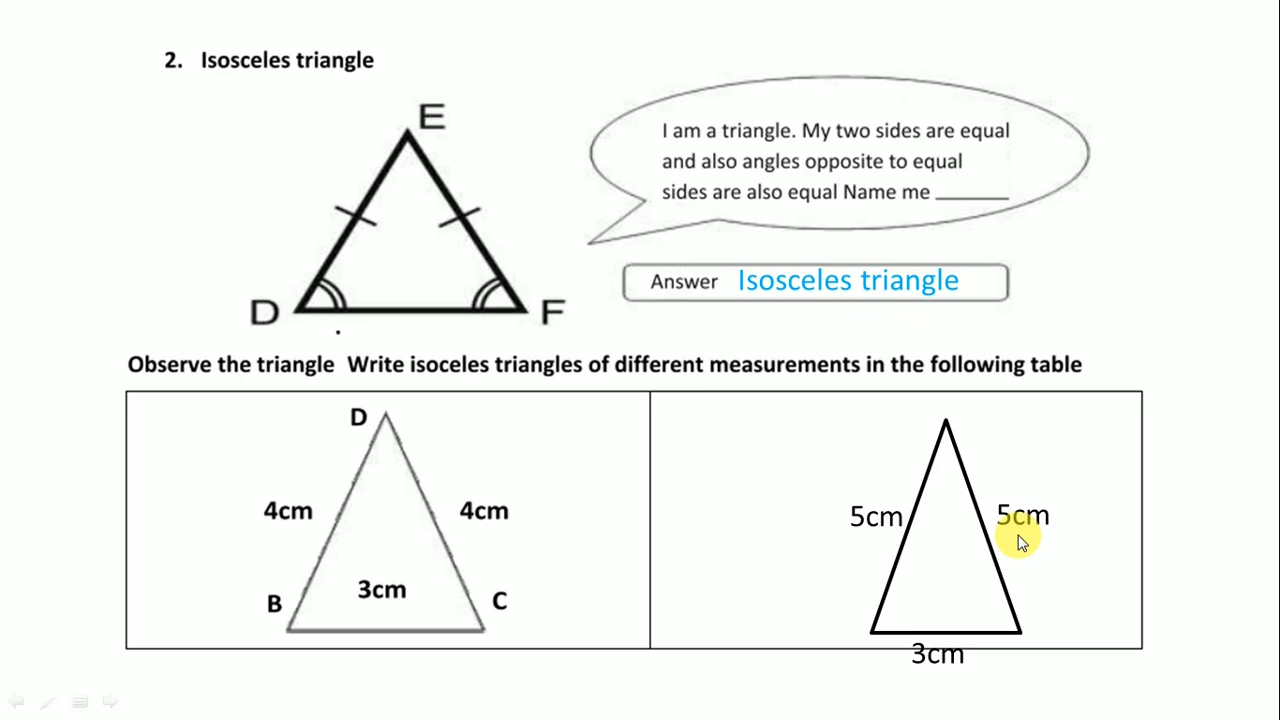 2. Isosceles triangle
E
I am a triangle. My two sides are equal
and also angles opposite to equal
sides are also equal Name me ________
Answer Isosceles triangle
D F
Observe the triangle Write isoceles triangles of different measurements in the following table
D
4cm 4cm
3cm
B C
5cm 5cm
3cm